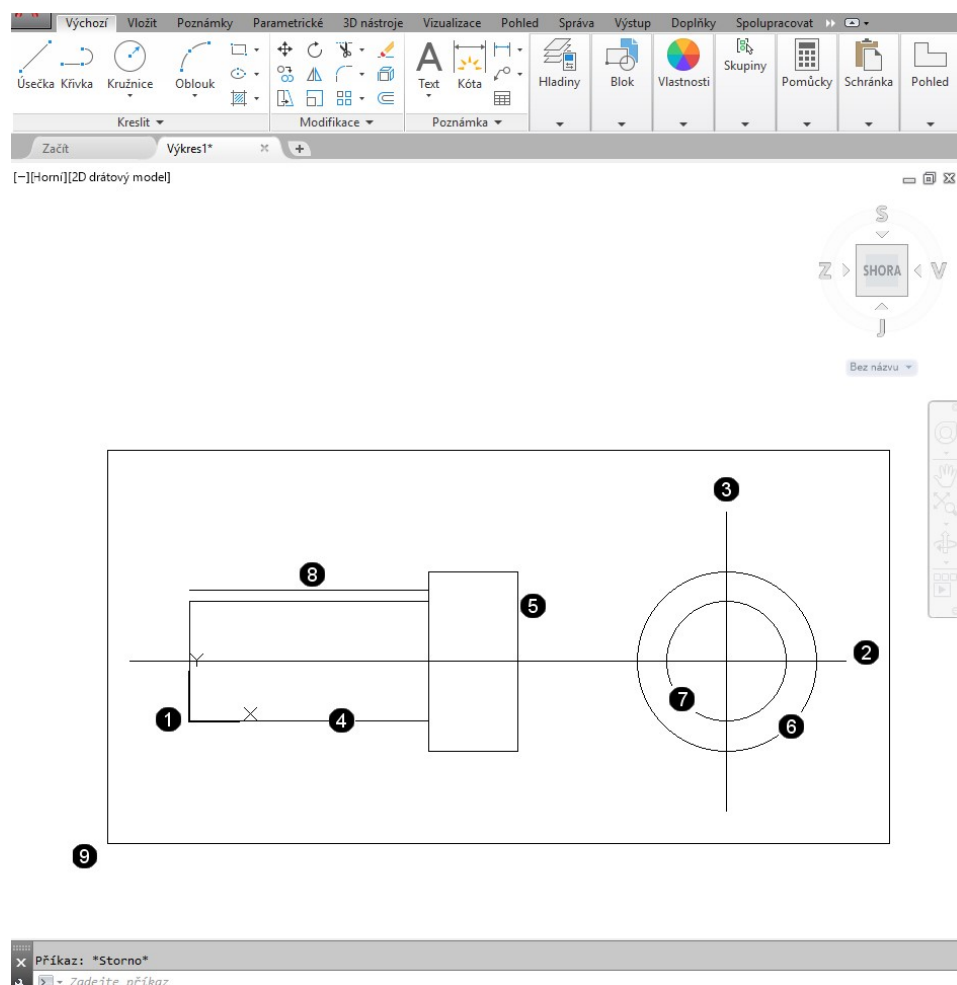 Výchozí Vložit Poznámky Parametrické 3D nástroje Vizualizace Pohled Správa Výstup Doplňky Spolupracovat
Úsečka Křivka Kružnice Oblouk Text Kóta Hladiny Blok Vlastnosti Skupiny Pomůcky Schránka Pohled
Kreslit Modifikace Poznámka
Začít Výkres1*
[−][Horní][2D drátový model]
S
Z SHORA V
J
Bez názvu
3
8
5
2
Y
7
1 X 4 6
9
Příkaz: *Storno*
Zadejte příkaz